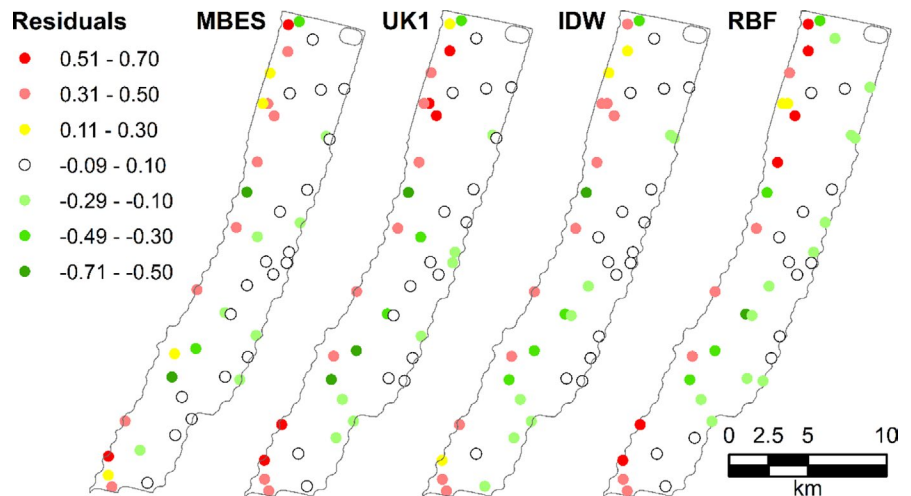 Residuals MBES UK1 IDW RBF
0.51 - 0.70
0.31 - 0.50
0.11 - 0.30
-0.09 - 0.10
-0.29 - -0.10
-0.49 - -0.30
-0.71 - -0.50
0 2.5 5 10
km